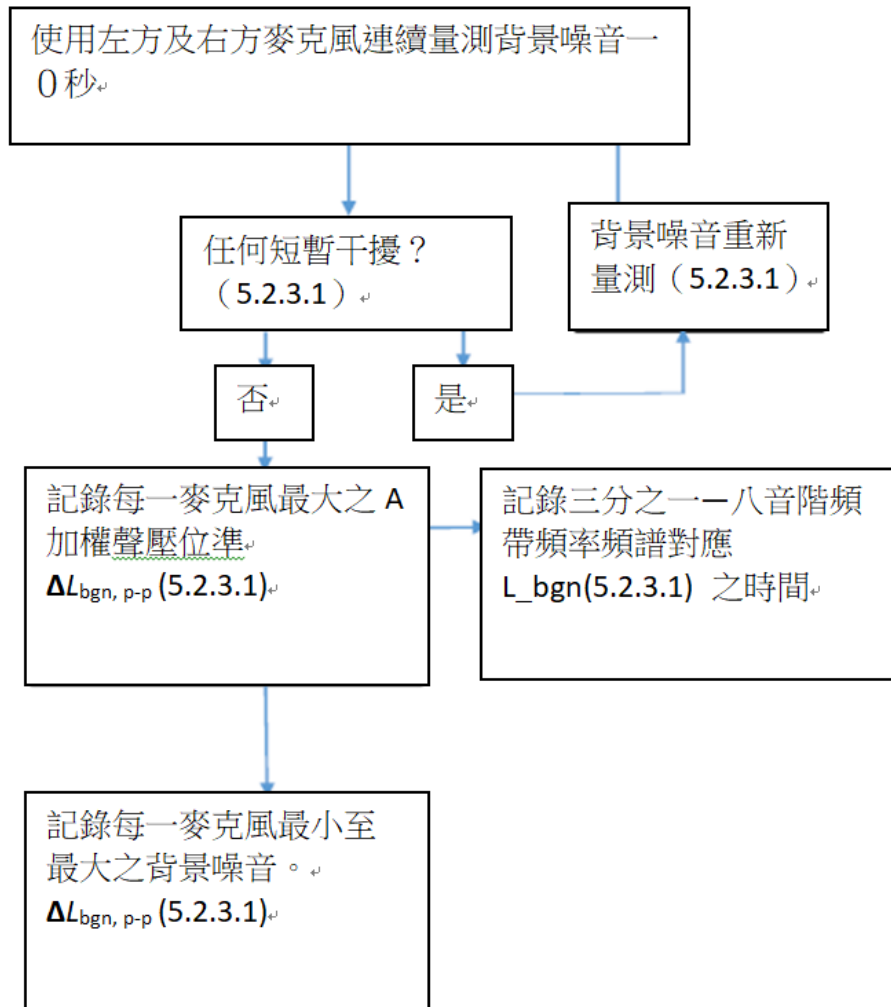 使用左方及右方麥克風連續量測背景噪音一
０秒
任何短暫干擾？
（5.2.3.1）
背景噪音重新
量測（5.2.3.1）
否
是
記錄每一麥克風最大之 A
加權聲壓位準
ΔLbgn, p-p (5.2.3.1)
記錄三分之一—八音階頻
帶頻率頻譜對應
L_bgn(5.2.3.1) 之時間
記錄每一麥克風最小至
最大之背景噪音。
ΔLbgn, p-p (5.2.3.1)